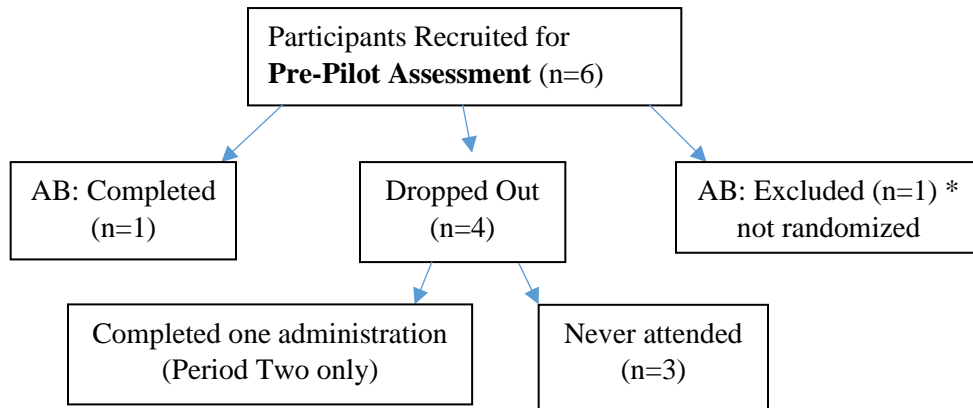 Participants Recruited for
Pre-Pilot Assessment (n=6)
AB: Completed
(n=1)
Dropped Out
(n=4)
AB: Excluded (n=1) *
not randomized
Completed one administration
(Period Two only)
Never attended
(n=3)